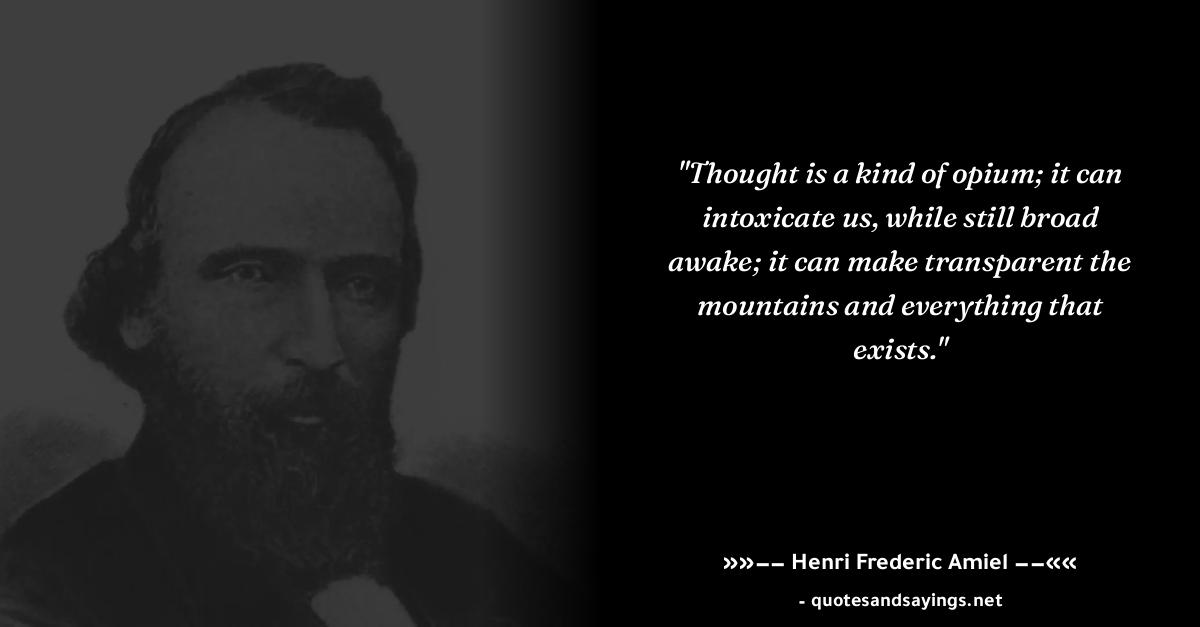 "Thought is a kind of opium; it can
intoxicate us, while still broad
awake; it can make transparent the
mountains and everything that
exists."
»»−− Henri Frederic Amiel −−««
- quotesandsayings.net